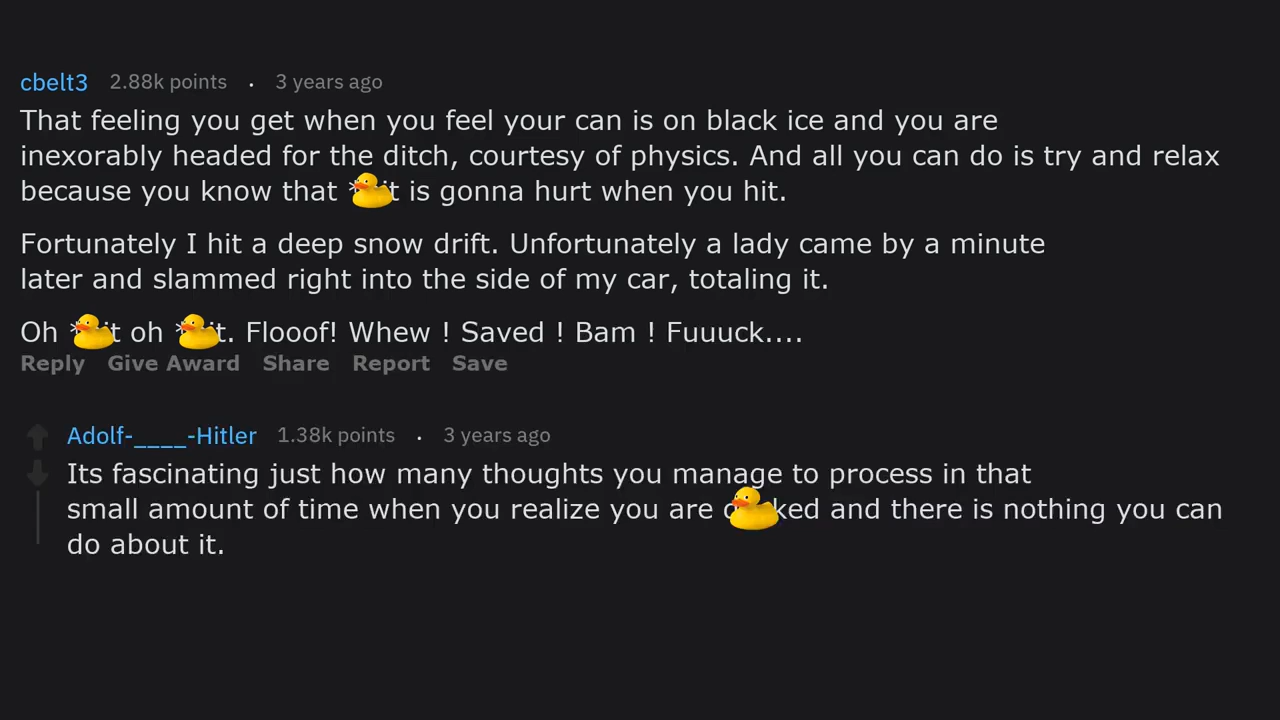 cbelt3 2.88k points . 3 years ago
That feeling you get when you feel your can is on black ice and you are
inexorably headed for the ditch, courtesy of physics. And all you can do is try and relax
because you know that *it is gonna hurt when you hit.
Fortunately I hit a deep snow drift. Unfortunately a lady came by a minute
later and slammed right into the side of my car, totaling it.
Oh *it oh *it. Flooof! Whew ! Saved ! Bam ! Fuuuck....
Reply Give Award Share Report Save
Adolf-____-Hitler 1.38k points . 3 years ago
Its fascinating just how many thoughts you manage to process in that
small amount of time when you realize you are d ked and there is nothing you can
do about it.